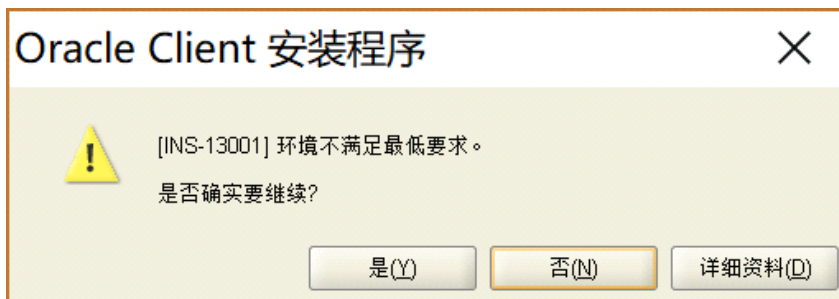 Oracle Client 安装程序
[INS-13001] 环境不满足最低要求。
是否确实要继续?
是(Y) 否(N) 详细资料(D)